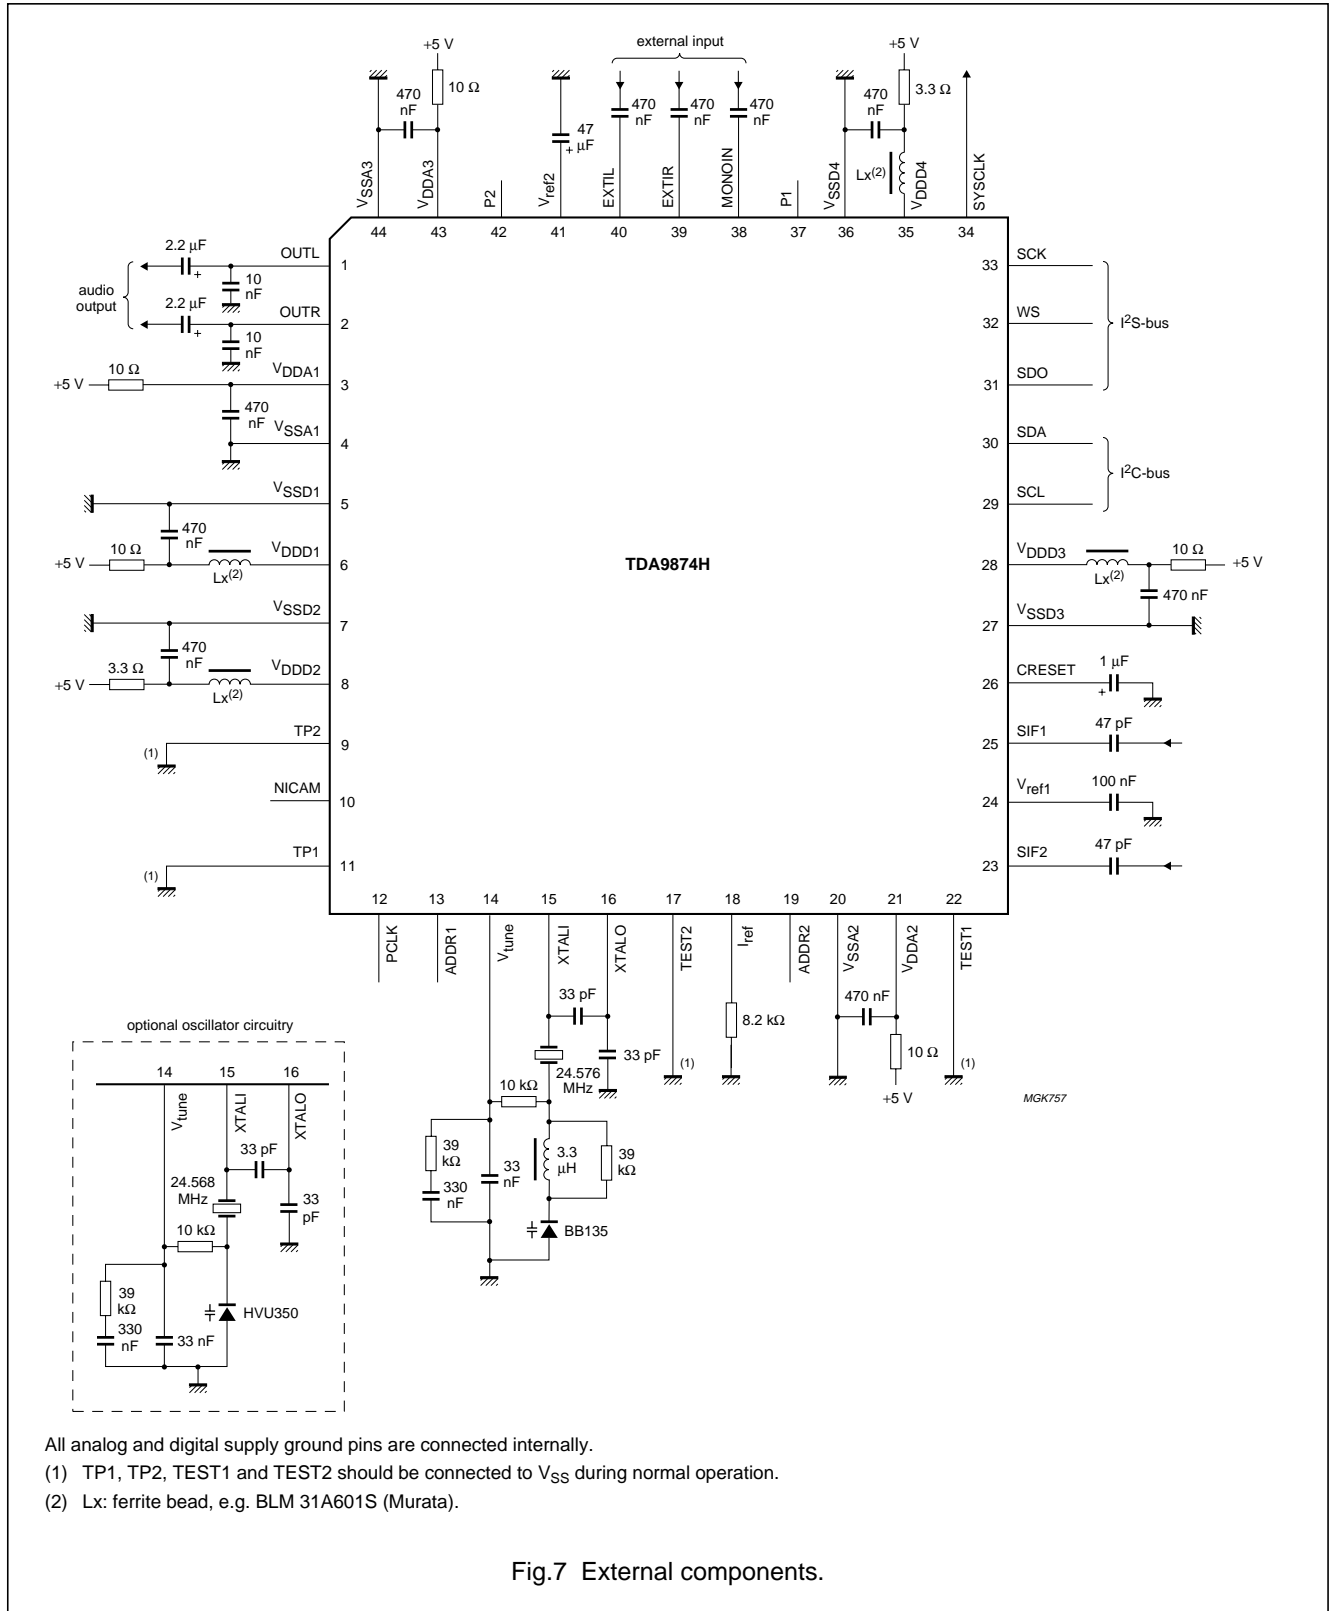 external input
+5 V
10 Ω
470 nF
47 μF
+
470 nF
470 nF
470 nF
+5 V
3.3 Ω
470 nF
Lx(2)
VSSA3
VDDA3
P2
Vref2
EXTIL
EXTIR
MONOIN
P1
VSSD4
VDDD4
SYSCLK
44
43
42
41
40
39
38
37
36
35
34
audio output
2.2 μF
+
10 nF
OUTL
1
2.2 μF
+
10 nF
OUTR
2
+5 V
10 Ω
VDDA1
3
470 nF
VSSA1
4
VSSD1
5
470 nF
+5 V
10 Ω
Lx(2)
VDDD1
6
VSSD2
7
470 nF
+5 V
3.3 Ω
Lx(2)
VDDD2
8
(1)
TP2
9
NICAM
10
(1)
TP1
11
TDA9874H
33
SCK
32
WS
31
SDO
I2S-bus
30
SDA
29
SCL
I2C-bus
28
VDDD3
Lx(2)
10 Ω
+5 V
470 nF
27
VSSD3
26
CRESET
1 μF
+
25
SIF1
47 pF
24
Vref1
100 nF
23
SIF2
47 pF
12
13
14
15
16
17
18
19
20
21
22
PCLK
ADDR1
Vtune
XTALI
XTALO
TEST2
Iref
ADDR2
VSSA2
VDDA2
TEST1
33 pF
33 pF
24.576 MHz
10 kΩ
39 kΩ
330 nF
33 nF
3.3 μH
39 kΩ
BB135
(1)
8.2 kΩ
470 nF
10 Ω
+5 V
(1)
MGK757
optional oscillator circuitry
14
15
16
Vtune
XTALI
XTALO
33 pF
24.568 MHz
33 pF
10 kΩ
39 kΩ
330 nF
33 nF
HVU350
All analog and digital supply ground pins are connected internally.
(1) TP1, TP2, TEST1 and TEST2 should be connected to VSS during normal operation.
(2) Lx: ferrite bead, e.g. BLM 31A601S (Murata).
Fig.7 External components.